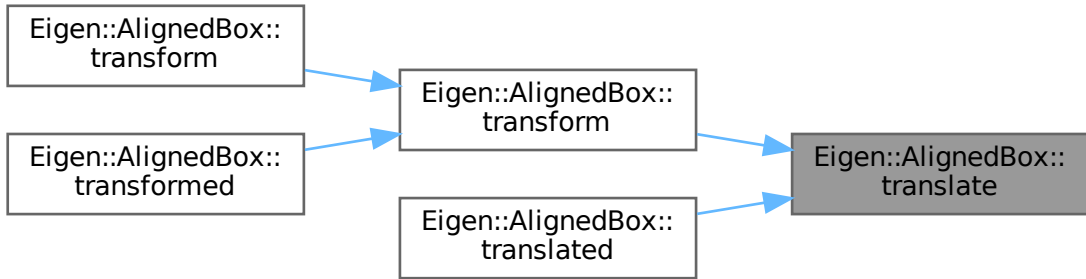 Eigen::AlignedBox::
transform
Eigen::AlignedBox::
transformed
Eigen::AlignedBox::
transform
Eigen::AlignedBox::
translated
Eigen::AlignedBox::
translate